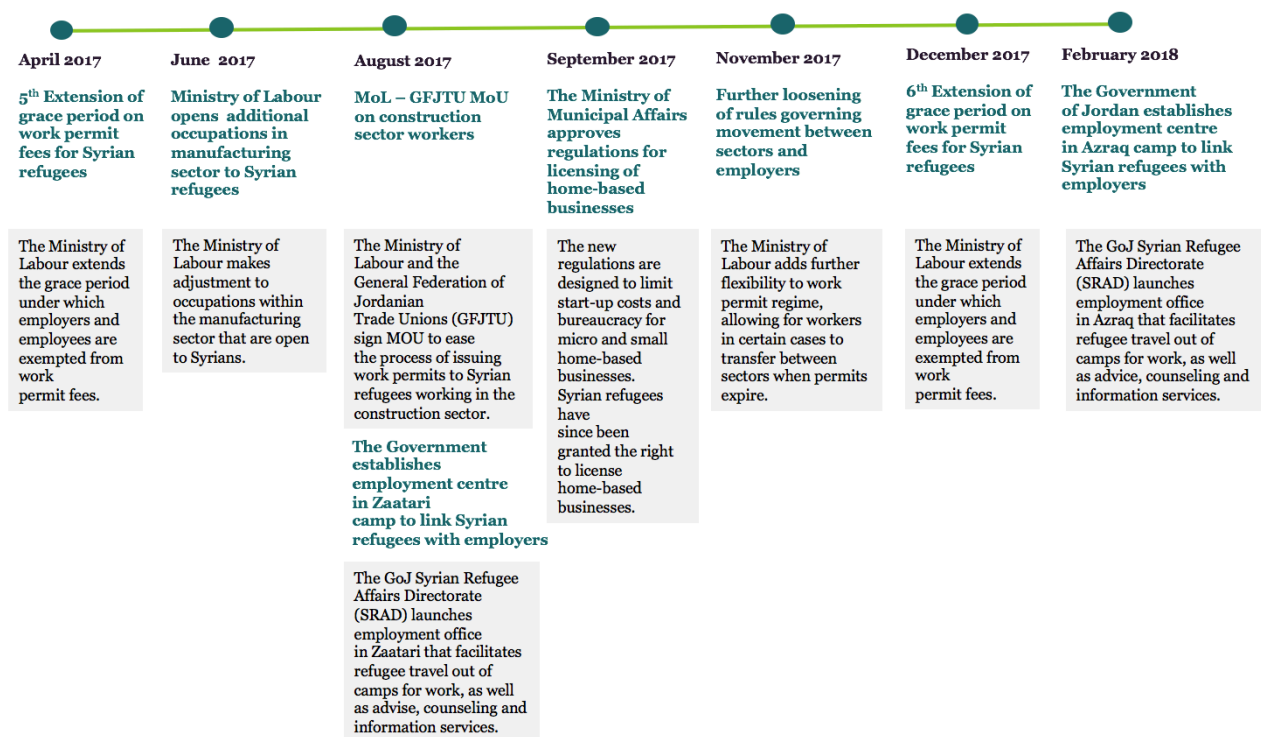 April 2017
5th Extension of
grace period on
work permit
fees for Syrian
refugees
The Ministry of
Labour extends
the grace period
under which
employers and
employees are
exempted from
work
permit fees.
June 2017
Ministry of Labour
opens additional
occupations in
manufacturing
sector to Syrian
refugees
The Ministry of
Labour makes
adjustment to
occupations within
the manufacturing
sector that are open
to Syrians.
August 2017
MoL – GFJTU MoU
on construction
sector workers
The Ministry of
Labour and the
General Federation of
Jordanian
Trade Unions (GFJTU)
sign MOU to ease
the process of issuing
work permits to Syrian
refugees working in the
construction sector.
The Government
establishes
employment centre
in Zaatari
camp to link Syrian
refugees with employers
The GoJ Syrian Refugee
Affairs Directorate
(SRAD) launches
employment office
in Zaatari that facilitates
refugee travel out of
camps for work, as well
as advise, counseling and
information services.
September 2017
The Ministry of
Municipal Affairs
approves
regulations for
licensing of
home-based
businesses
The new
regulations are
designed to limit
start-up costs and
bureaucracy for
micro and small
home-based
businesses.
Syrian refugees
have
since been
granted the right
to license
home-based
businesses.
November 2017
Further loosening
of rules governing
movement between
sectors and
employers
The Ministry of
Labour adds further
flexibility to work
permit regime,
allowing for workers
in certain cases to
transfer between
sectors when permits
expire.
December 2017
6th Extension of
grace period on
work permit
fees for Syrian
refugees
The Ministry of
Labour extends
the grace period
under which
employers and
employees are
exempted from
work
permit fees.
February 2018
The Government
of Jordan establishes
employment centre
in Azraq camp to link
Syrian refugees with
employers
The GoJ Syrian Refugee
Affairs Directorate
(SRAD) launches
employment office
in Azraq that facilitates
refugee travel out of
camps for work, as well
as advice, counseling and
information services.